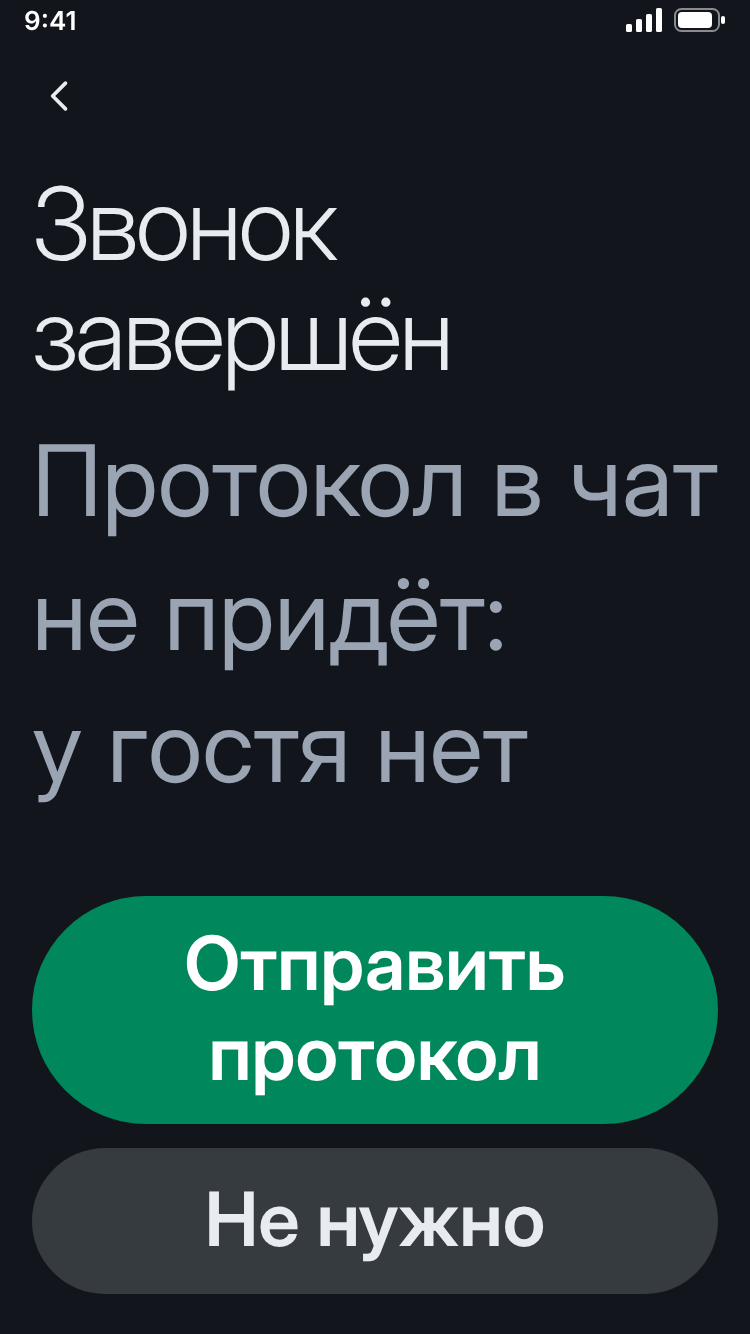 9:41
Звонок
завершён
Протокол в чат
не придёт:
у гостя нет
Отправить
протокол
Не нужно